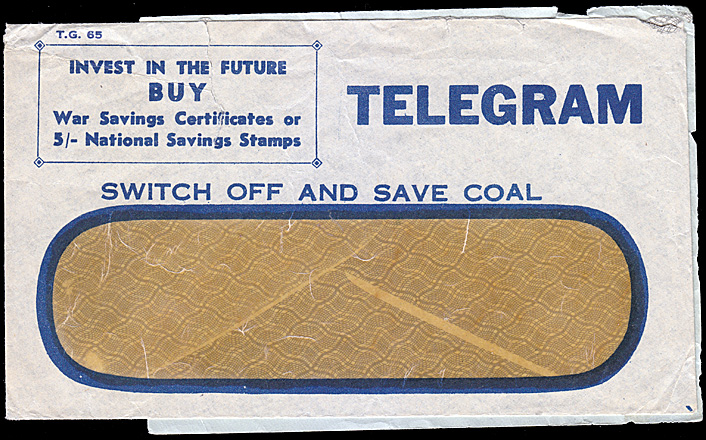 T.G. 65
INVEST IN THE FUTURE
BUY
War Savings Certificates or
5/- National Savings Stamps
TELEGRAM
SWITCH OFF AND SAVE COAL